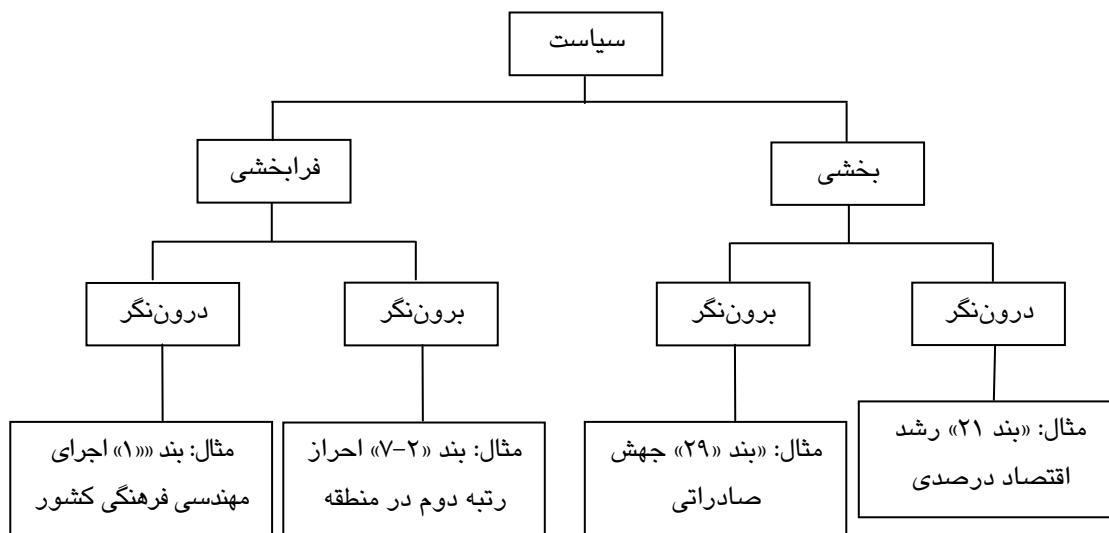 سیاست
بخشی
فرابخشی
درون‌نگر
برون‌نگر
برون‌نگر
درون‌نگر
مثال: «بند ۲۱» رشد
اقتصاد درصدی
مثال: «بند «۲۹» جهش
صادراتی
مثال: بند «۲–۷» احراز
رتبه دوم در منطقه
مثال: بند «««۱» اجرای
مهندسی فرهنگی کشور